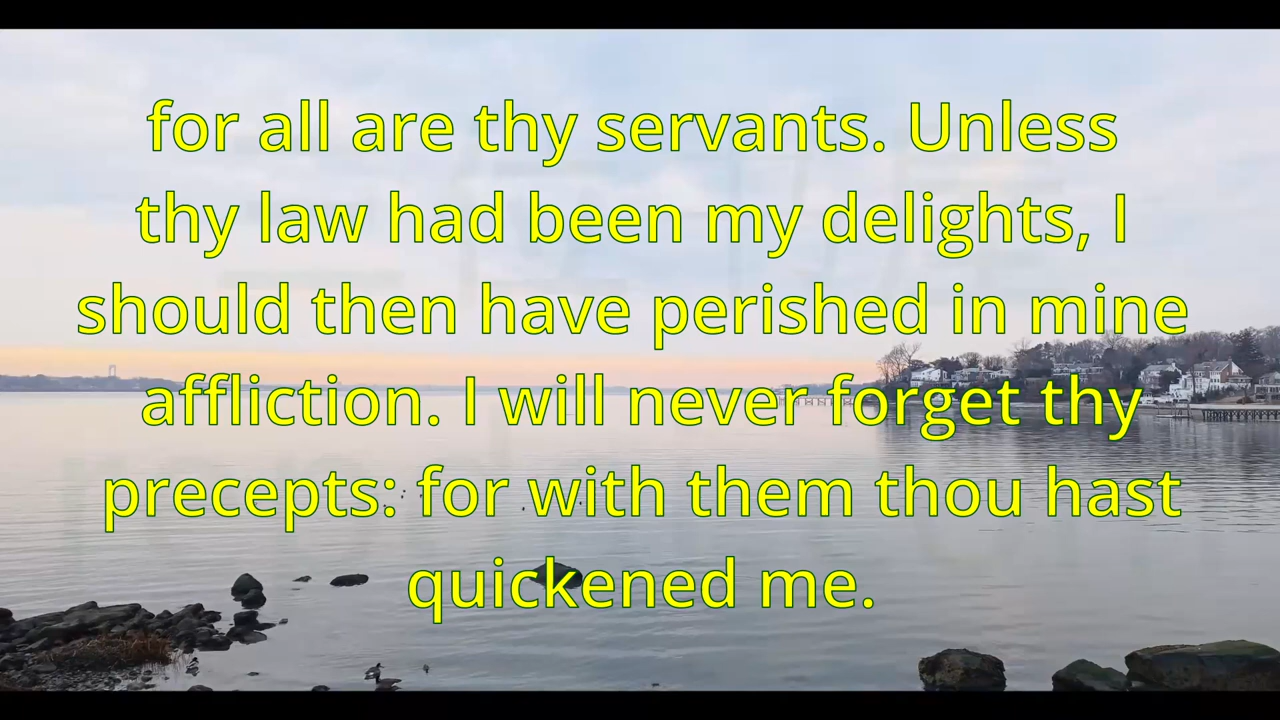 for all are thy servants. Unless
thy law had been my delights, I
should then have perished in mine
affliction. I will never forget thy
precepts: for with them thou hast
quickened me.